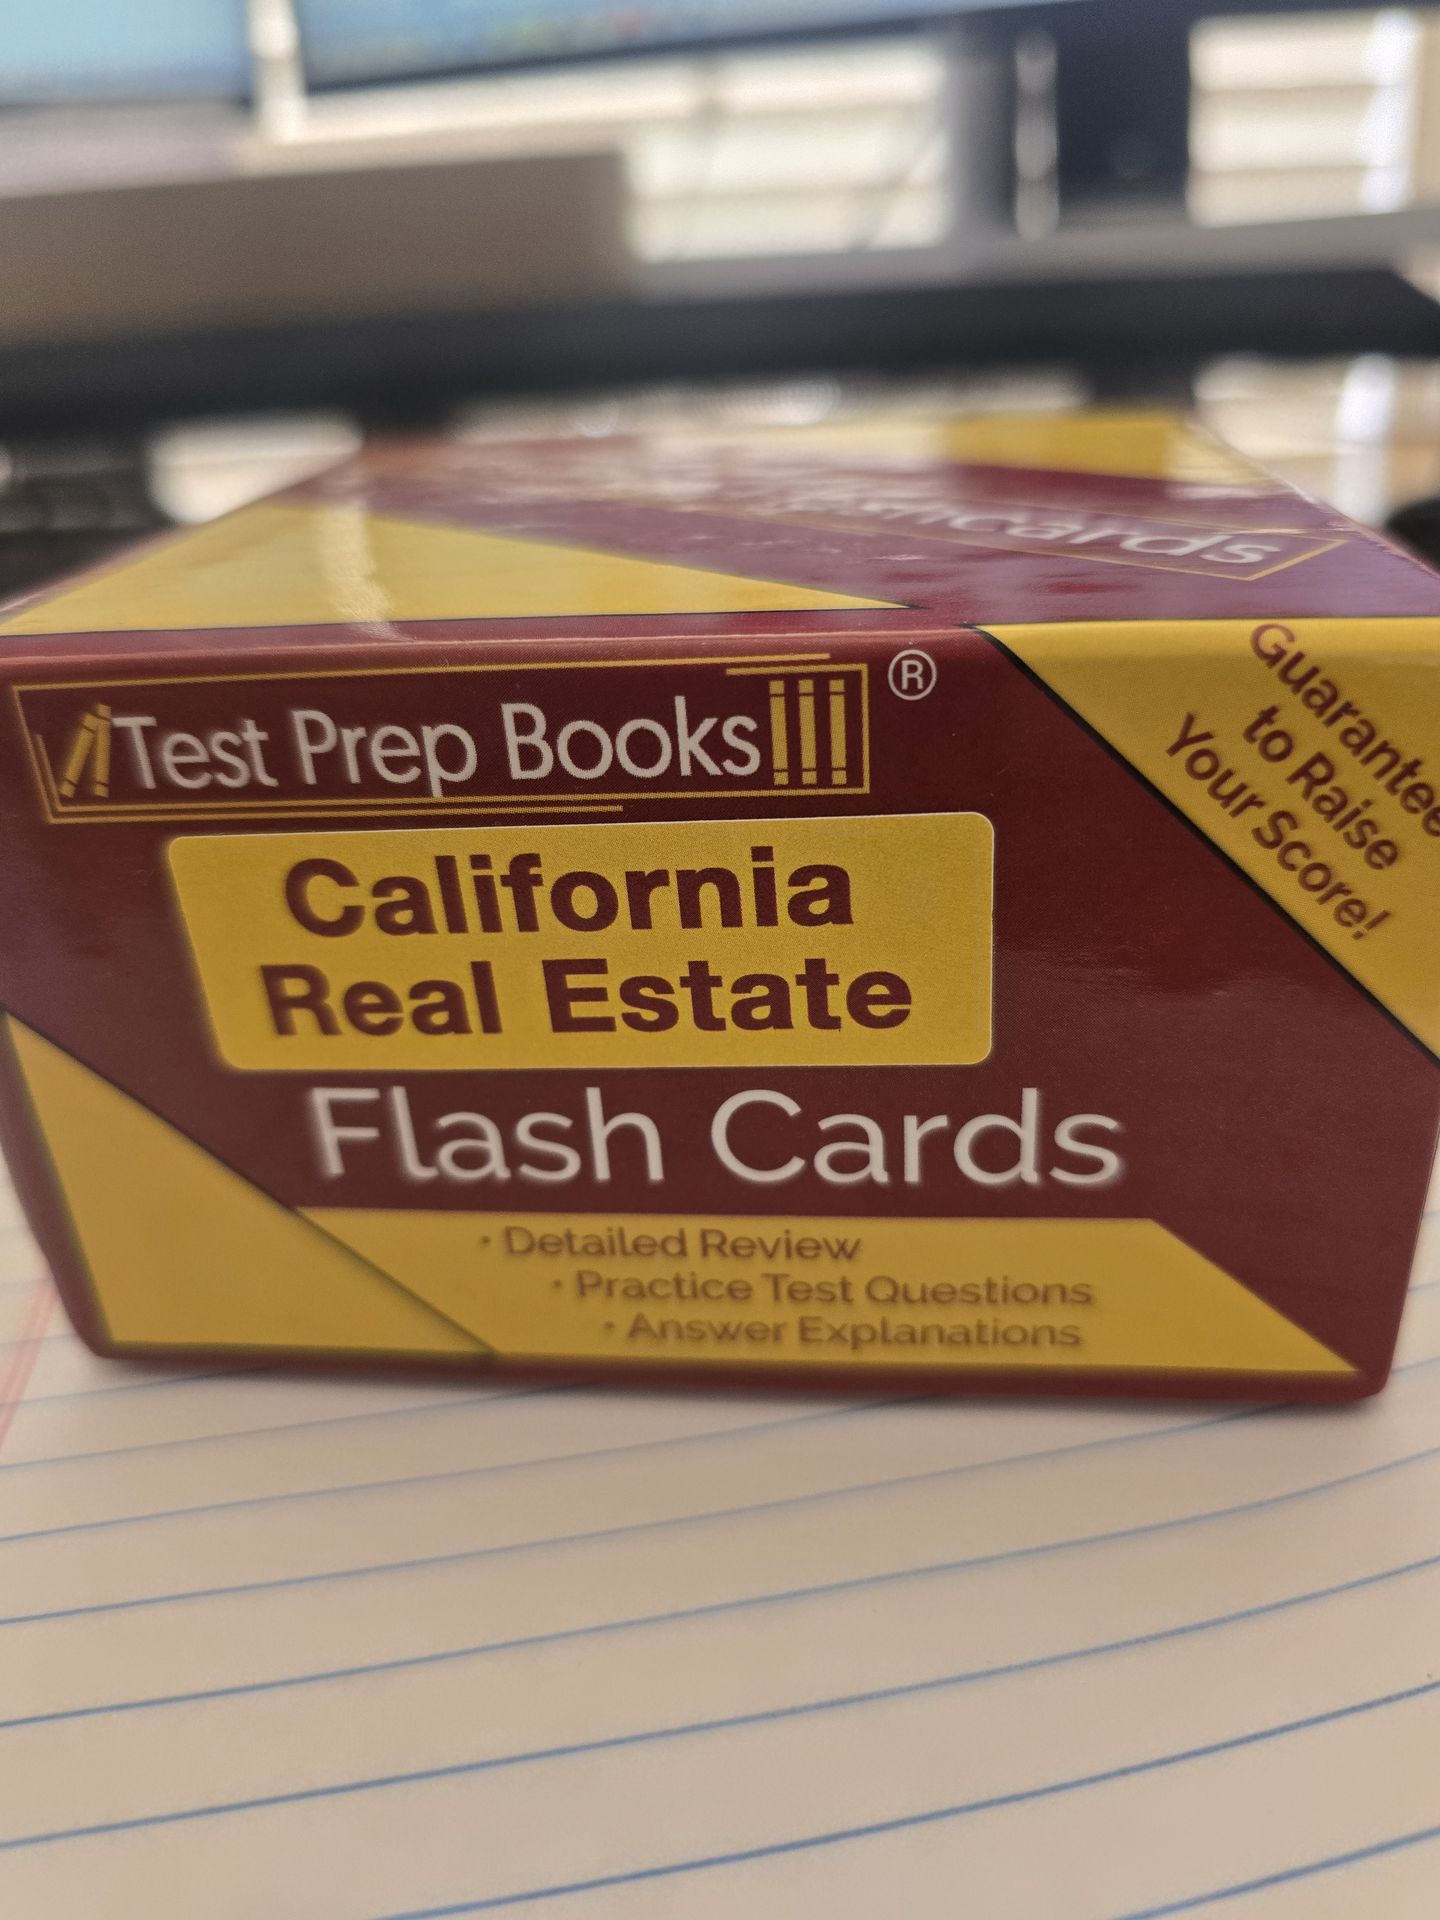 Flashcards
Test Prep Books ®
Guarantee
to Raise
Your Score!
California
Real Estate
Flash Cards
· Detailed Review
· Practice Test Questions
· Answer Explanations